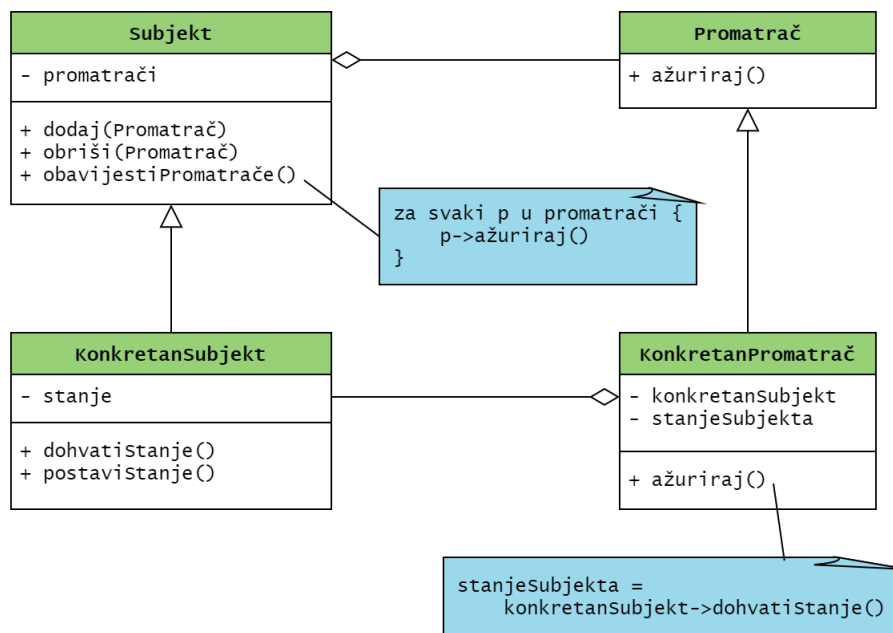 Subjekt
- promatrači
+ dodaj(Promatrač)
+ obriši(Promatrač)
+ obavijestiPromatrače()
Promatrač
+ ažuriraj()
za svaki p u promatrači {
p->ažuriraj()
}
KonkretanSubjekt
- stanje
+ dohvatiStanje()
+ postaviStanje()
KonkretanPromatrač
- konkretanSubjekt
- stanjeSubjekta
+ ažuriraj()
stanjeSubjekta =
konkretanSubjekt->dohvatiStanje()